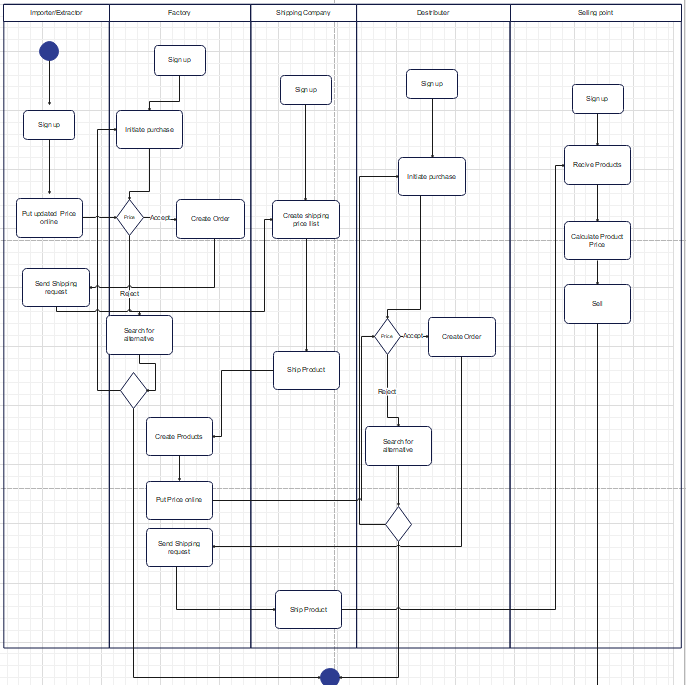 Importer/Extractor
Factory
Shipping Company
Distributer
Selling point
Sign up
Sign up
Sign up
Sign up
Sign up
Initiate purchase
Recive Products
Initiate purchase
Put updated Price
online
Price
Accept
Create Order
Create shipping
price llist
Calculate Product
Price
Send Shipping
request
Reject
Sell
Search for
alternative
Price
Accept
Create Order
Ship Product
Reject
Create Products
Search for
alternative
Put Price online
Send Shipping
request
Ship Product